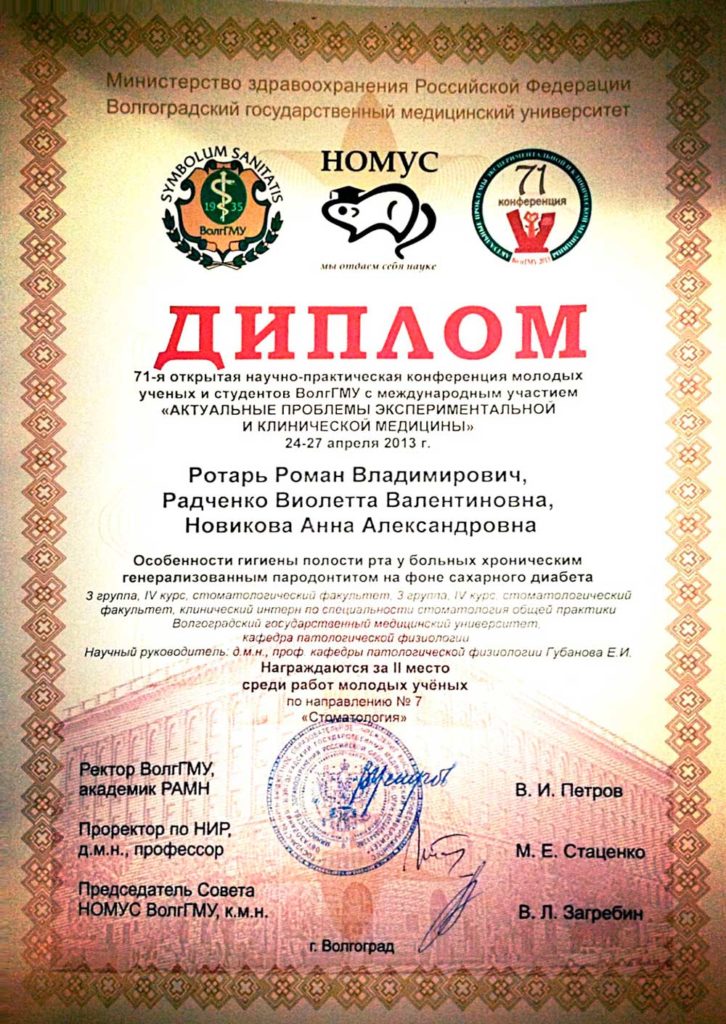 Министерство здравоохранения Российской Федерации
Волгоградский государственный медицинский университет
SYMBOLUM SANITATIS
1935
ВолгГМУ
НОМУС
мы отдаем себя науке
71
конференция
ВолгГМУ 2013
ДИПЛОМ
71-я открытая научно-практическая конференция молодых
ученых и студентов ВолгГМУ с международным участием
«АКТУАЛЬНЫЕ ПРОБЛЕМЫ ЭКСПЕРИМЕНТАЛЬНОЙ
И КЛИНИЧЕСКОЙ МЕДИЦИНЫ»
24-27 апреля 2013 г.
Ротарь Роман Владимирович,
Радченко Виолетта Валентиновна,
Новикова Анна Александровна
Особенности гигиены полости рта у больных хроническим
генерализованным пародонтитом на фоне сахарного диабета
3 группа, IV курс, стоматологический факультет, 3 группа, IV курс, стоматологический
факультет, клинический интерн по специальности стоматология общей практики
Волгоградский государственный медицинский университет,
кафедра патологической физиологии
Научный руководитель: д.м.н., проф. кафедры патологической физиологии Губанова Е.И.
Награждаются за II место
среди работ молодых учёных
по направлению № 7
«Стоматология»
Ректор ВолгГМУ,
академик РАМН
В. И. Петров
Проректор по НИР,
д.м.н., профессор
М. Е. Стаценко
Председатель Совета
НОМУС ВолгГМУ, к.м.н.
В. Л. Загребин
г. Волгоград